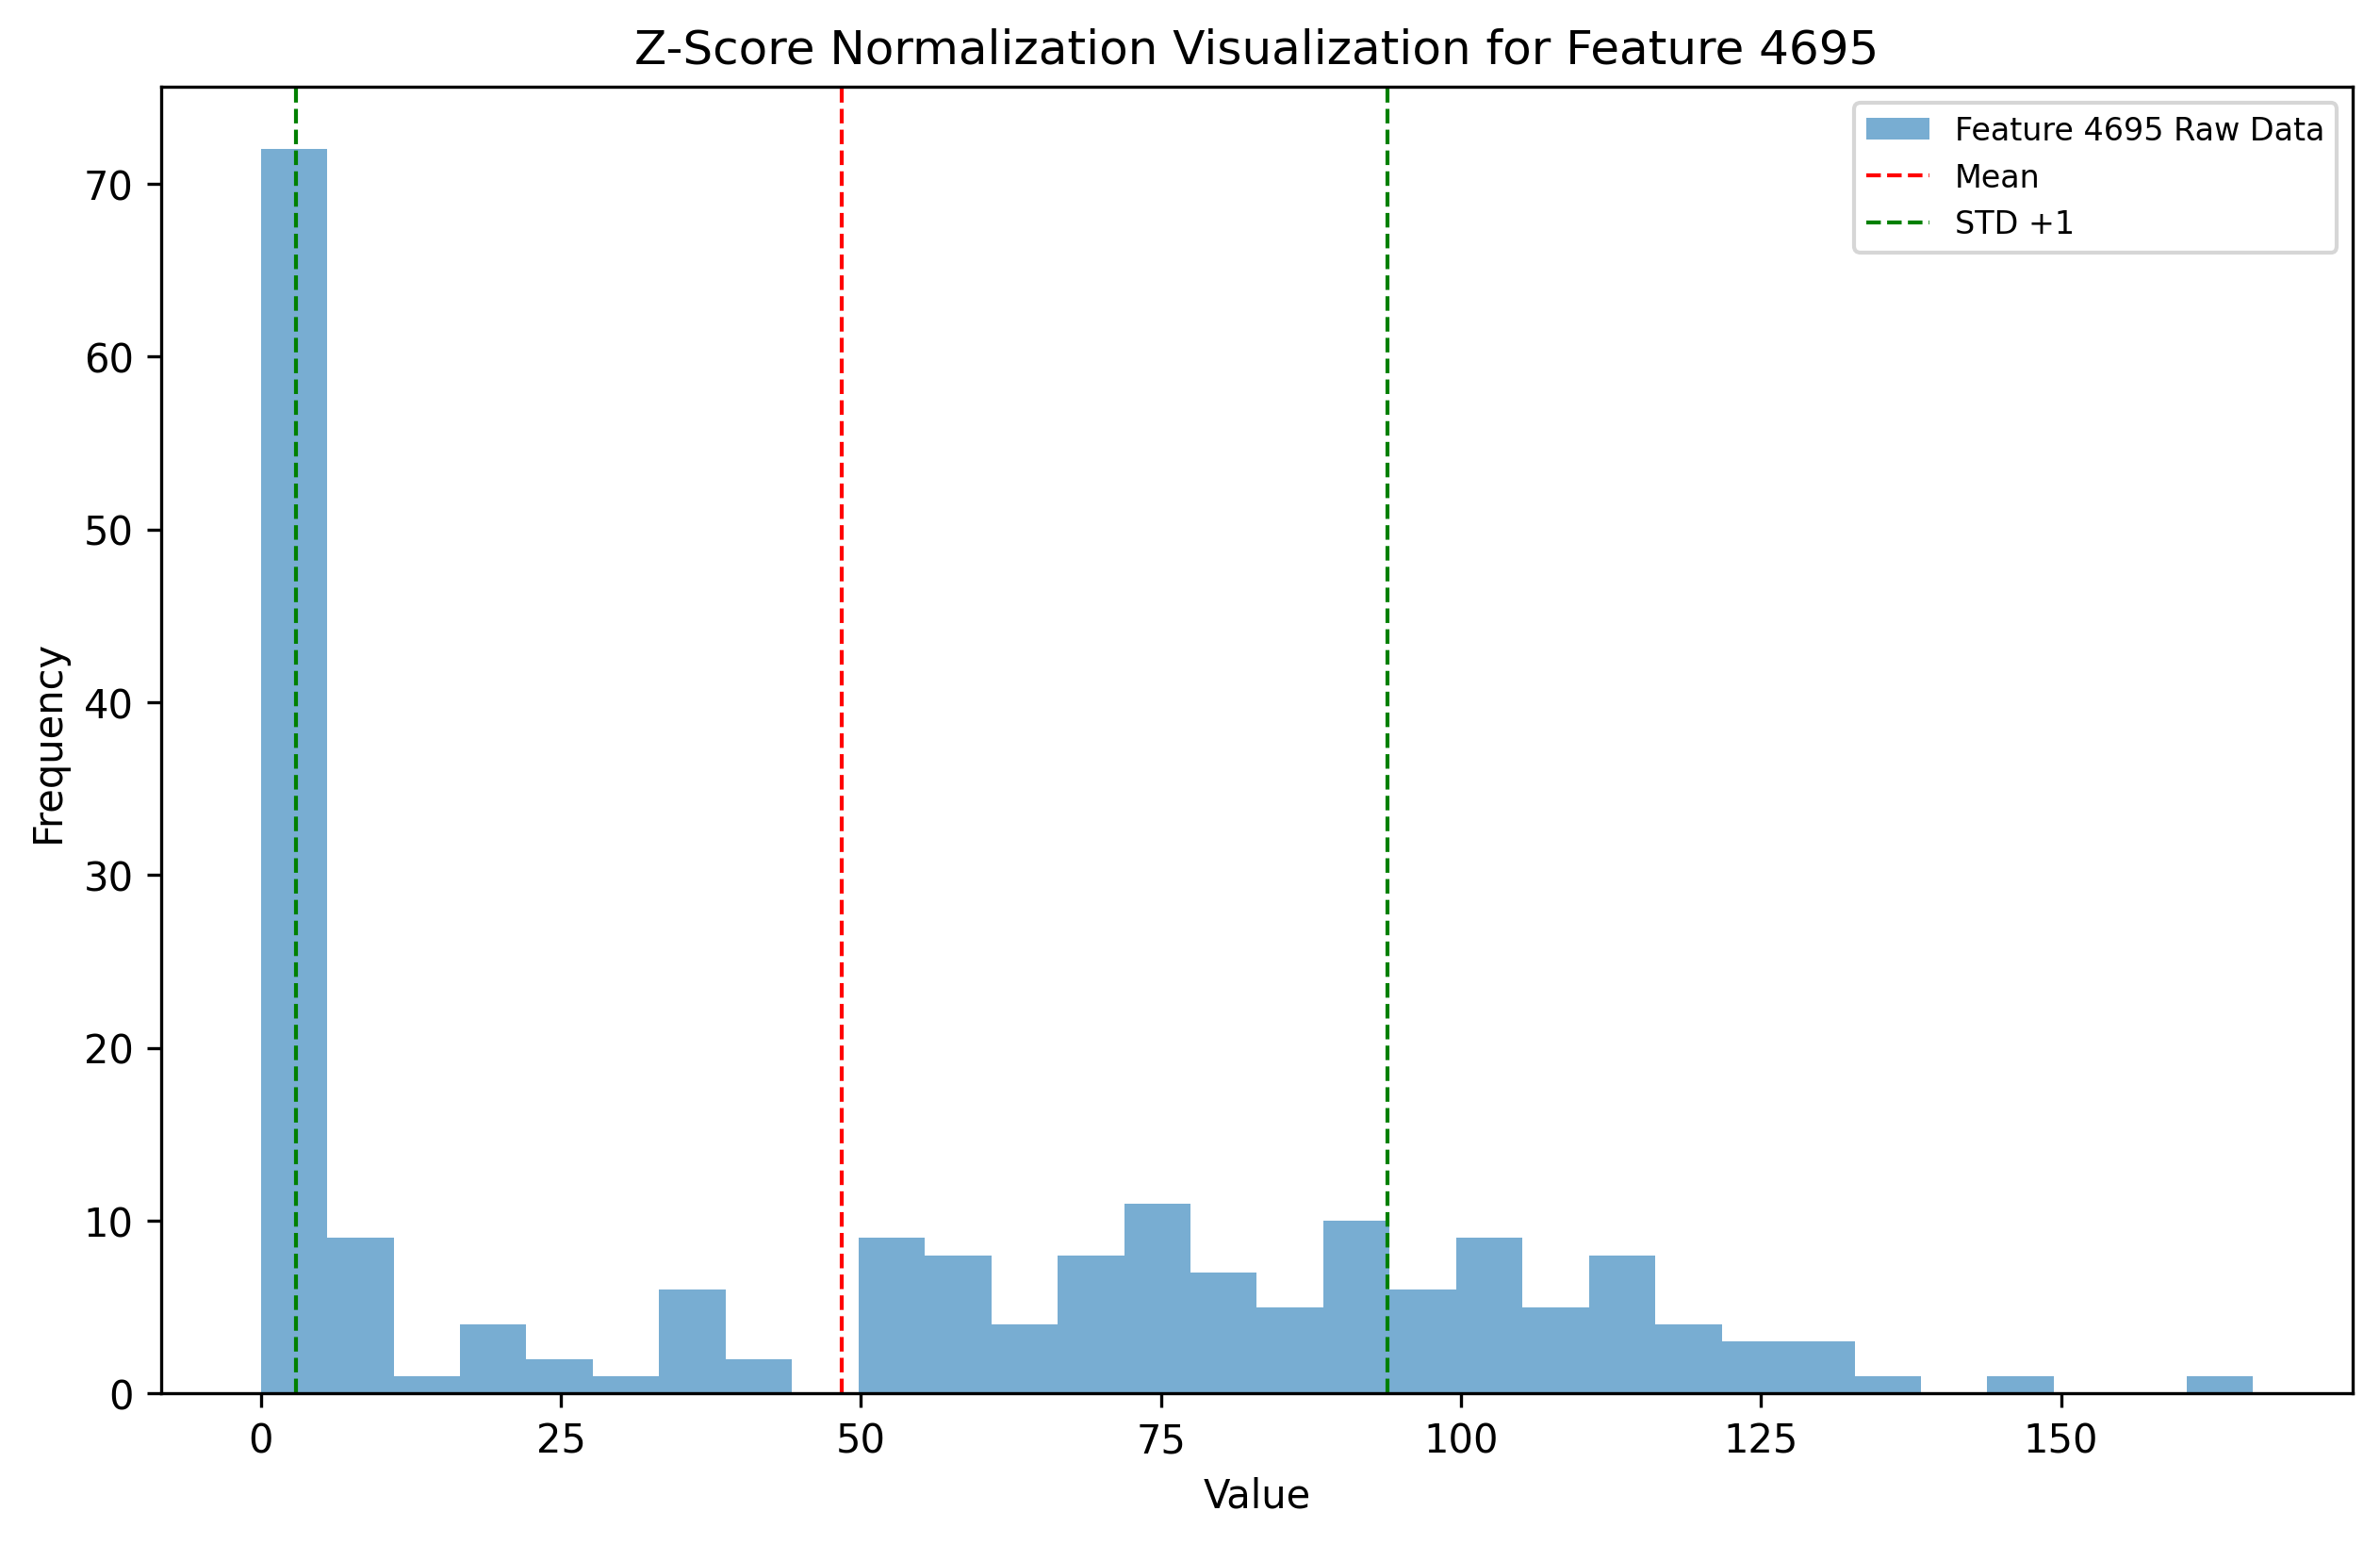 Z-Score Normalization Visualization for Feature 4695
Feature 4695 Raw Data
Mean
STD +1
70
60
50
40
30
20
10
0
Frequency
0 25 50 75 100 125 150
Value